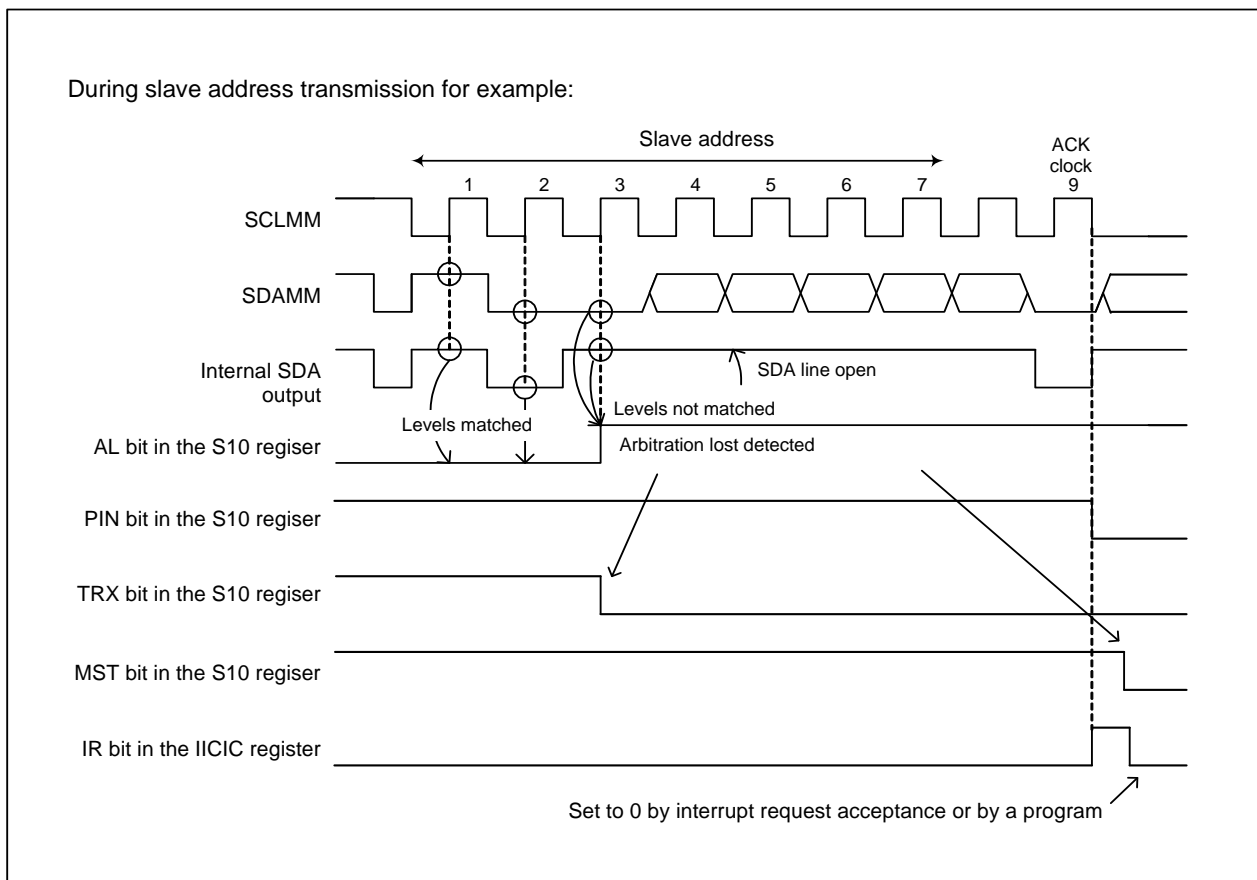 During slave address transmission for example:
Slave address
ACK
clock
1 2 3 4 5 6 7 9
SCLMM
SDAMM
Internal SDA
output
SDA line open
Levels matched
Levels not matched
AL bit in the S10 regiser
Arbitration lost detected
PIN bit in the S10 regiser
TRX bit in the S10 regiser
MST bit in the S10 regiser
IR bit in the IICIC register
Set to 0 by interrupt request acceptance or by a program